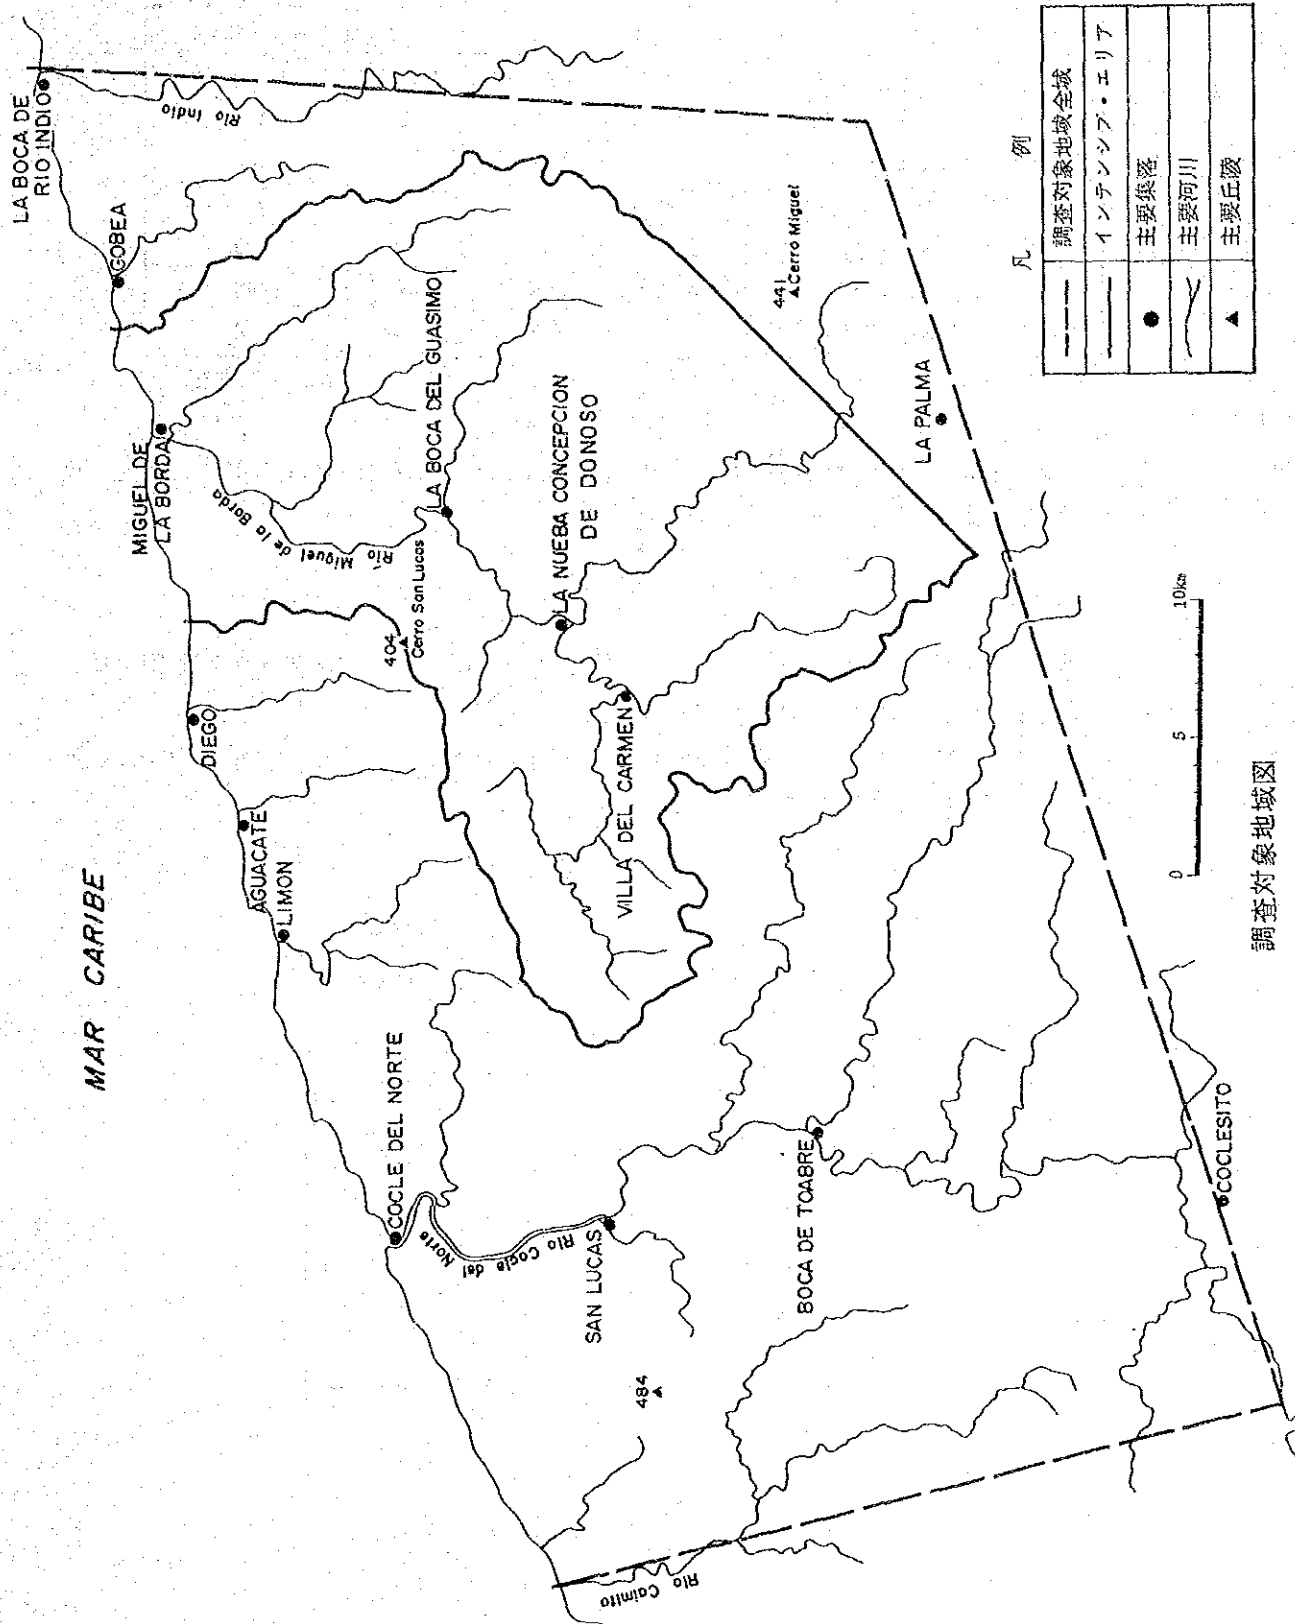 MAR CARIBE
LA BOCA DE
RIO INDIO
Rio Indio
GOBEA
MIGUEL DE
LA BORDA
Rio Miguel de la Borda
LA BOCA DEL GUASIMO
404
Cerro San Lucas
DIEGO
AGUACATE
LIMON
LA NUEBA CONCEPCION
DE DONOSO
VILLA DEL CARMEN
441
Cerro Miguel
LA PALMA
COCLE DEL NORTE
Rio Cocle del Norte
SAN LUCAS
484
BOCA DE TOABRE
COCLESITO
Rio Caimito
0 5 10km
凡 例
調査対象地域全域
インテンシブ・エリア
主要集落
主要河川
主要丘陵
調査対象地域図